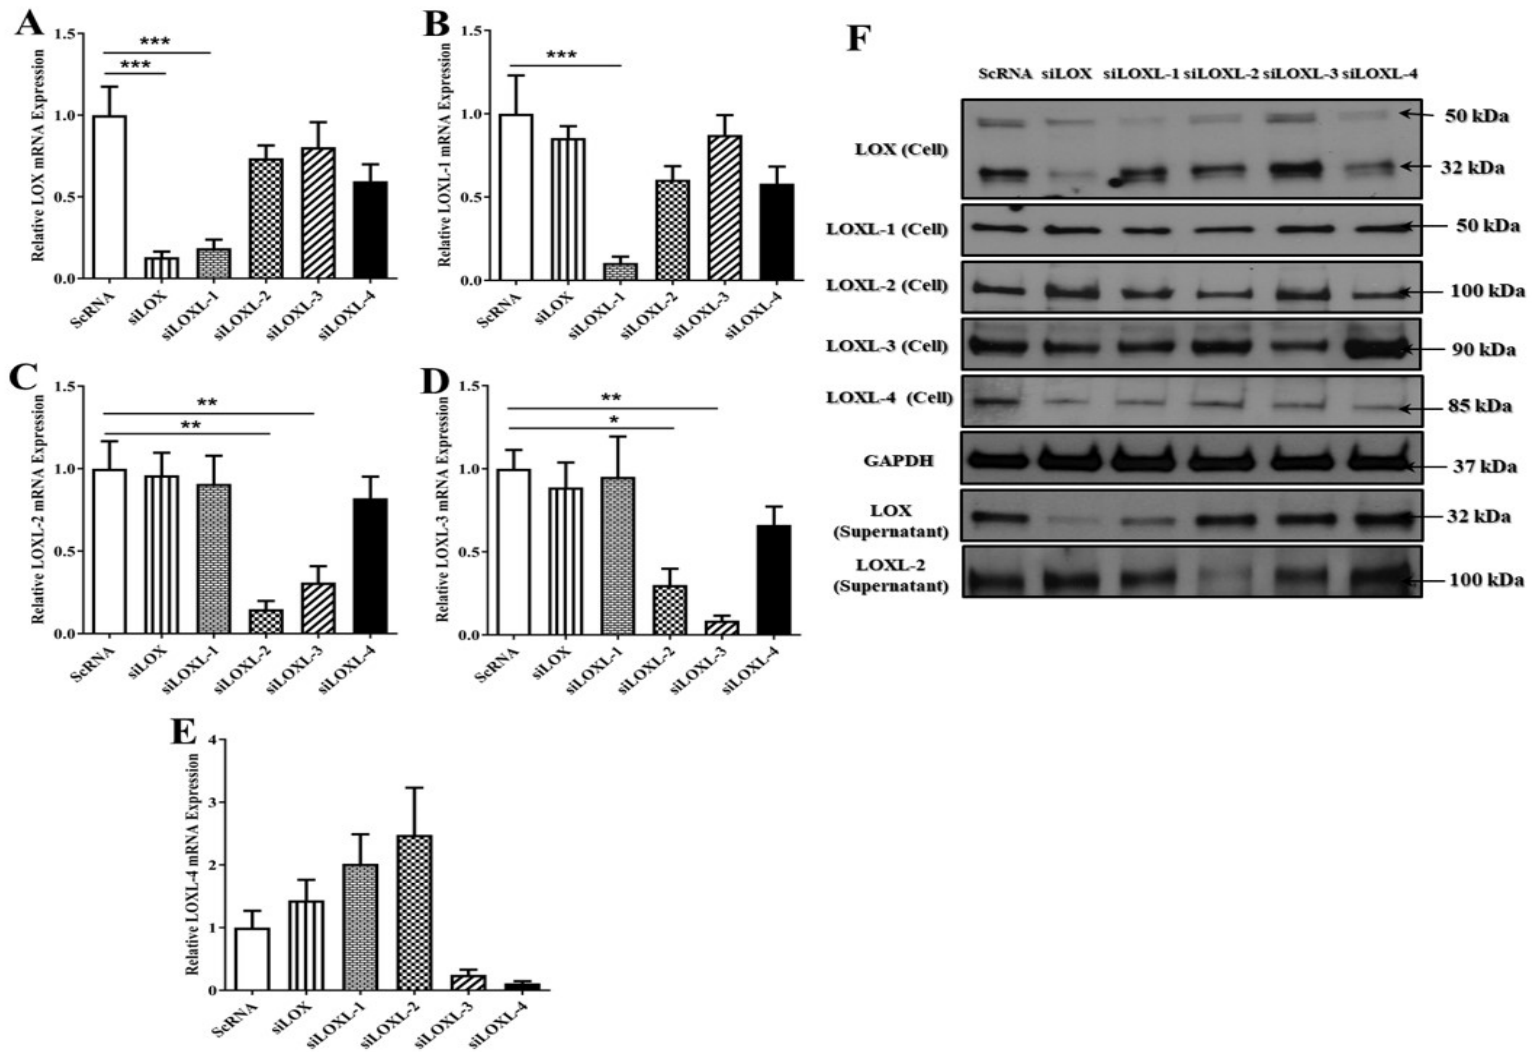 A
Relative LOX mRNA Expression
1.5
1.0
0.5
0.0
***
***
ScRNA
siLOX
siLOXL-1
siLOXL-2
siLOXL-3
siLOXL-4
B
Relative LOXL-1 mRNA Expression
1.5
1.0
0.5
0.0
***
ScRNA
siLOX
siLOXL-1
siLOXL-2
siLOXL-3
siLOXL-4
C
Relative LOXL-2 mRNA Expression
1.5
1.0
0.5
0.0
**
**
ScRNA
siLOX
siLOXL-1
siLOXL-2
siLOXL-3
siLOXL-4
D
Relative LOXL-3 mRNA Expression
1.5
1.0
0.5
0.0
**
*
ScRNA
siLOX
siLOXL-1
siLOXL-2
siLOXL-3
siLOXL-4
E
Relative LOXL-4 mRNA Expression
4
3
2
1
0
ScRNA
siLOX
siLOXL-1
siLOXL-2
siLOXL-3
siLOXL-4
F
ScRNA siLOX siLOXL-1 siLOXL-2 siLOXL-3 siLOXL-4
50 kDa
LOX (Cell)
32 kDa
LOXL-1 (Cell) 50 kDa
LOXL-2 (Cell) 100 kDa
LOXL-3 (Cell) 90 kDa
LOXL-4 (Cell) 85 kDa
GAPDH 37 kDa
LOX 32 kDa
(Supernatant)
LOXL-2
(Supernatant) 100 kDa